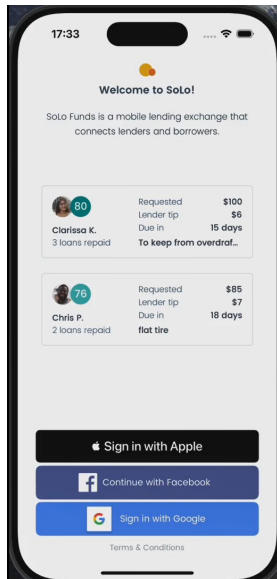 17:33
Welcome to SoLo!
SoLo Funds is a mobile lending exchange that
connects lenders and borrowers.
80
Clarissa K.
3 loans repaid
Requested $100
Lender tip $6
Due in 15 days
To keep from overdraf...
76
Chris P.
2 loans repaid
Requested $85
Lender tip $7
Due in 18 days
flat tire
Sign in with Apple
Continue with Facebook
Sign in with Google
Terms & Conditions